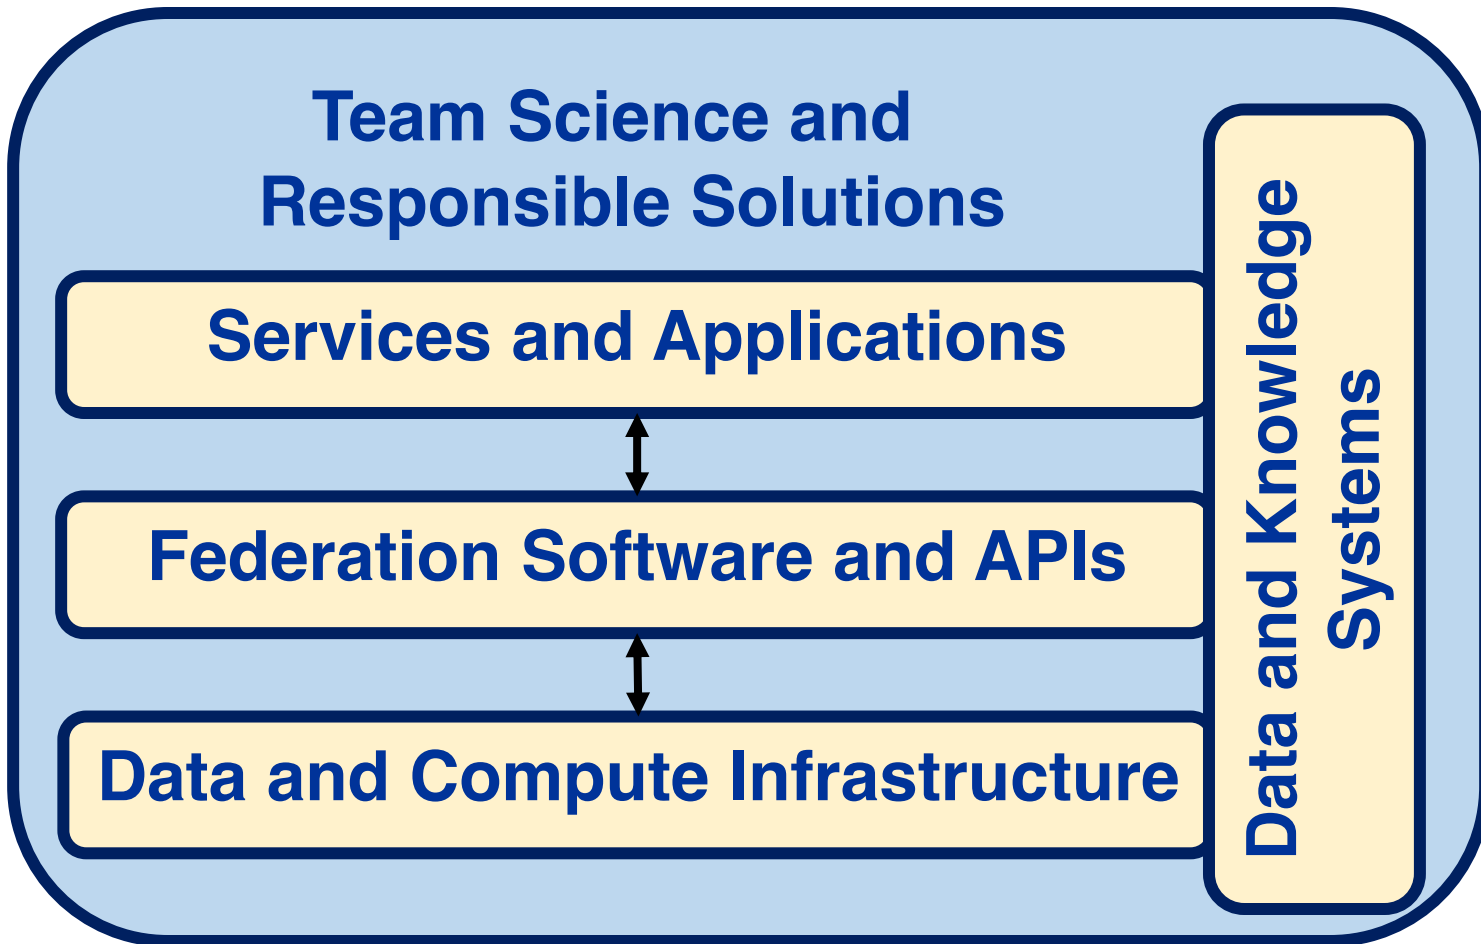 Team Science and
Responsible Solutions
Services and Applications
Federation Software and APIs
Data and Compute Infrastructure
Data and Knowledge
Systems